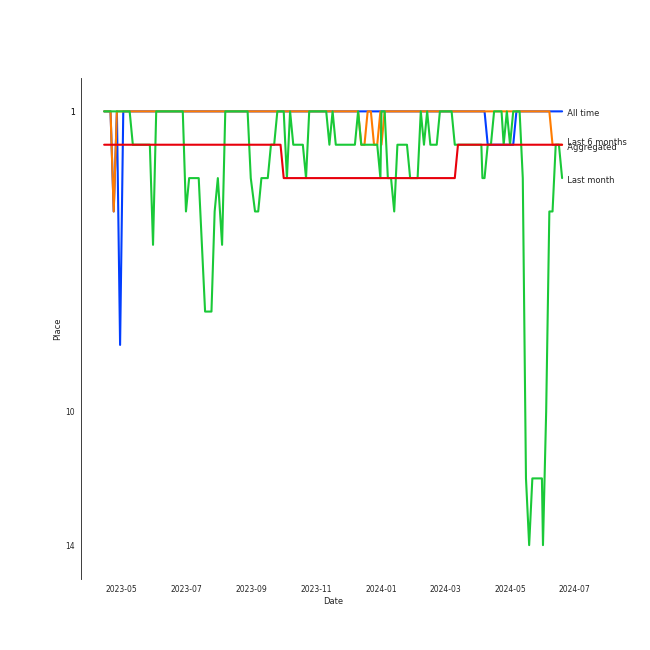 1
All time
Last 6 months
Aggregated
Last month
Place
10
14
2023-05 2023-07 2023-09 2023-11 2024-01 2024-03 2024-05 2024-07
Date